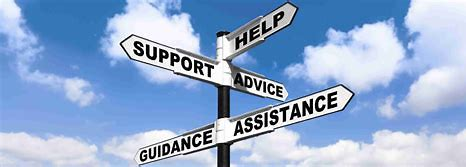 HELP
SUPPORT
ADVICE
ASSISTANCE
GUIDANCE